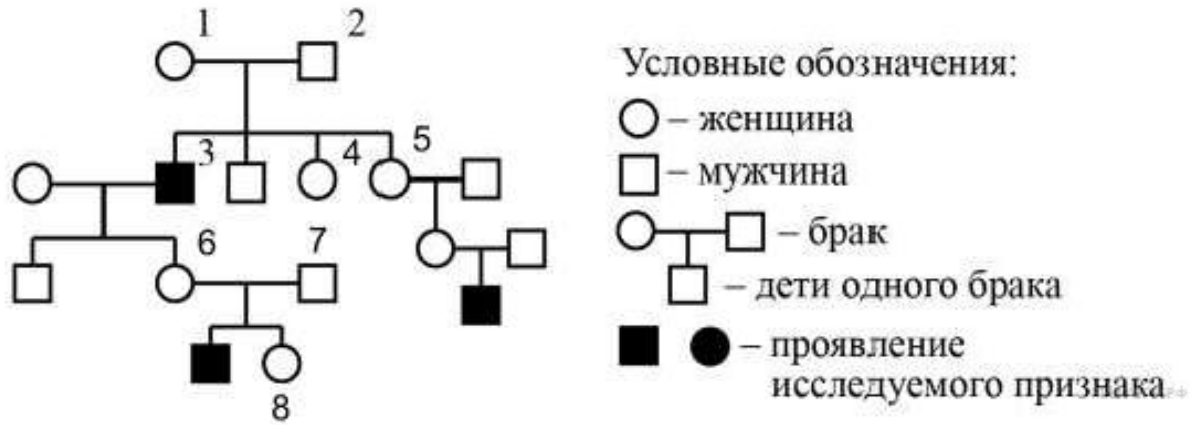 1
2
3
4
5
6
7
8
Условные обозначения:
– женщина
– мужчина
– брак
– дети одного брака
– проявление
исследуемого признака